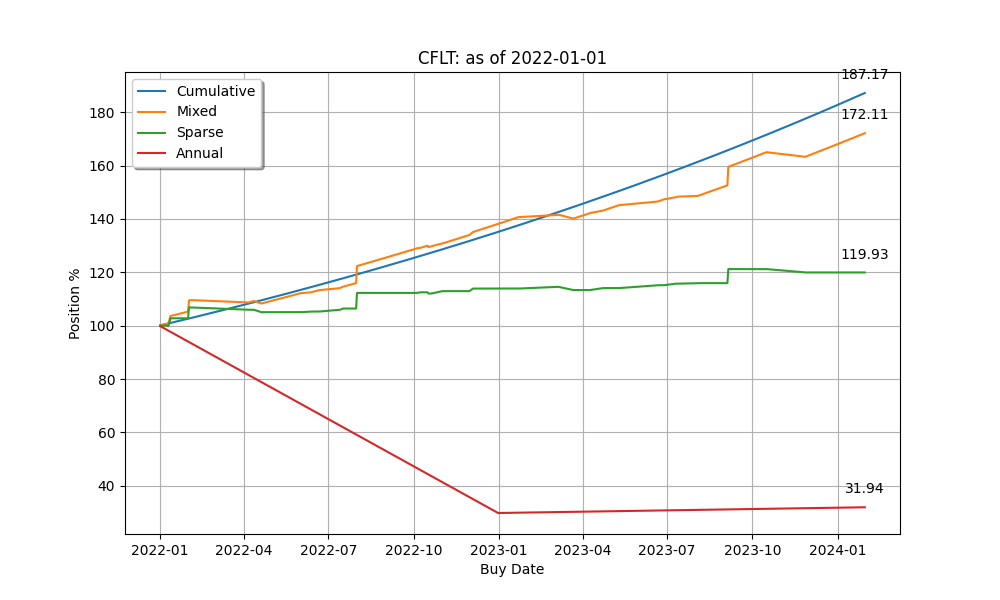 CFLT: as of 2022-01-01
187.17
Cumulative
Mixed
Sparse
Annual
172.11
119.93
31.94
180
160
140
120
100
80
60
40
Position %
2022-01 2022-04 2022-07 2022-10 2023-01 2023-04 2023-07 2023-10 2024-01
Buy Date